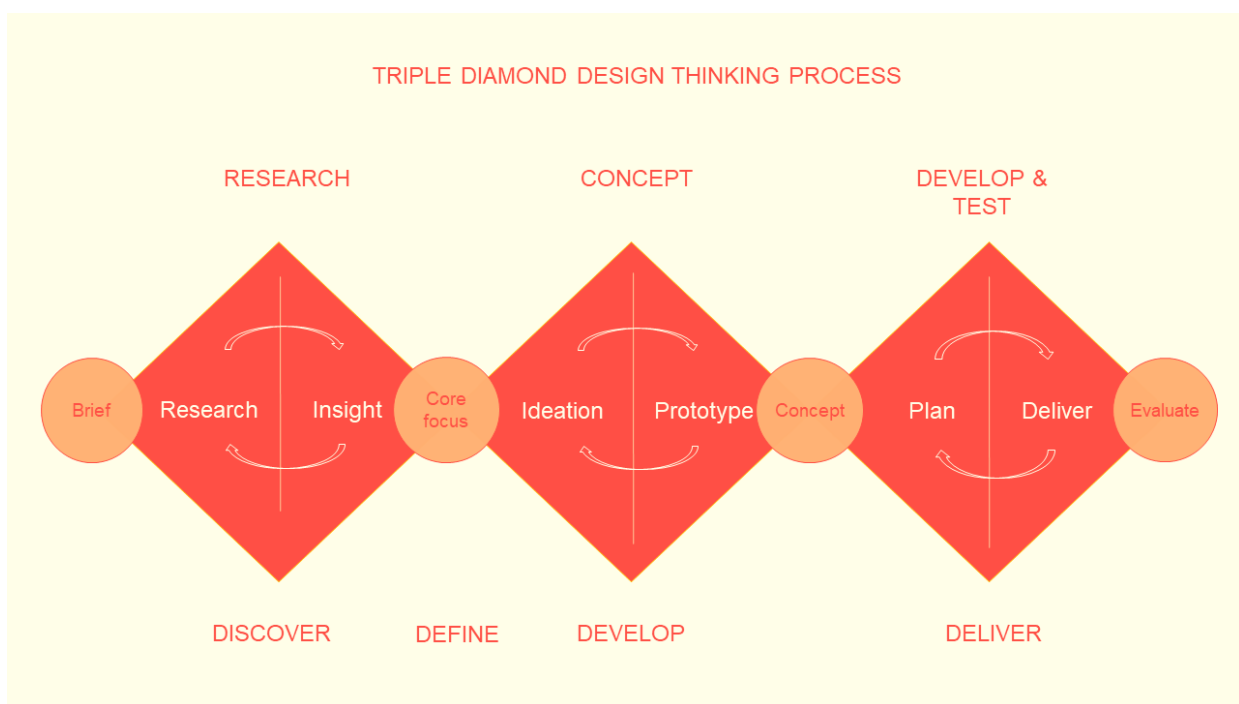 TRIPLE DIAMOND DESIGN THINKING PROCESS
RESEARCH
CONCEPT
DEVELOP &
TEST
Brief
Research
Insight
Core
focus
Ideation
Prototype
Concept
Plan
Deliver
Evaluate
DISCOVER
DEFINE
DEVELOP
DELIVER